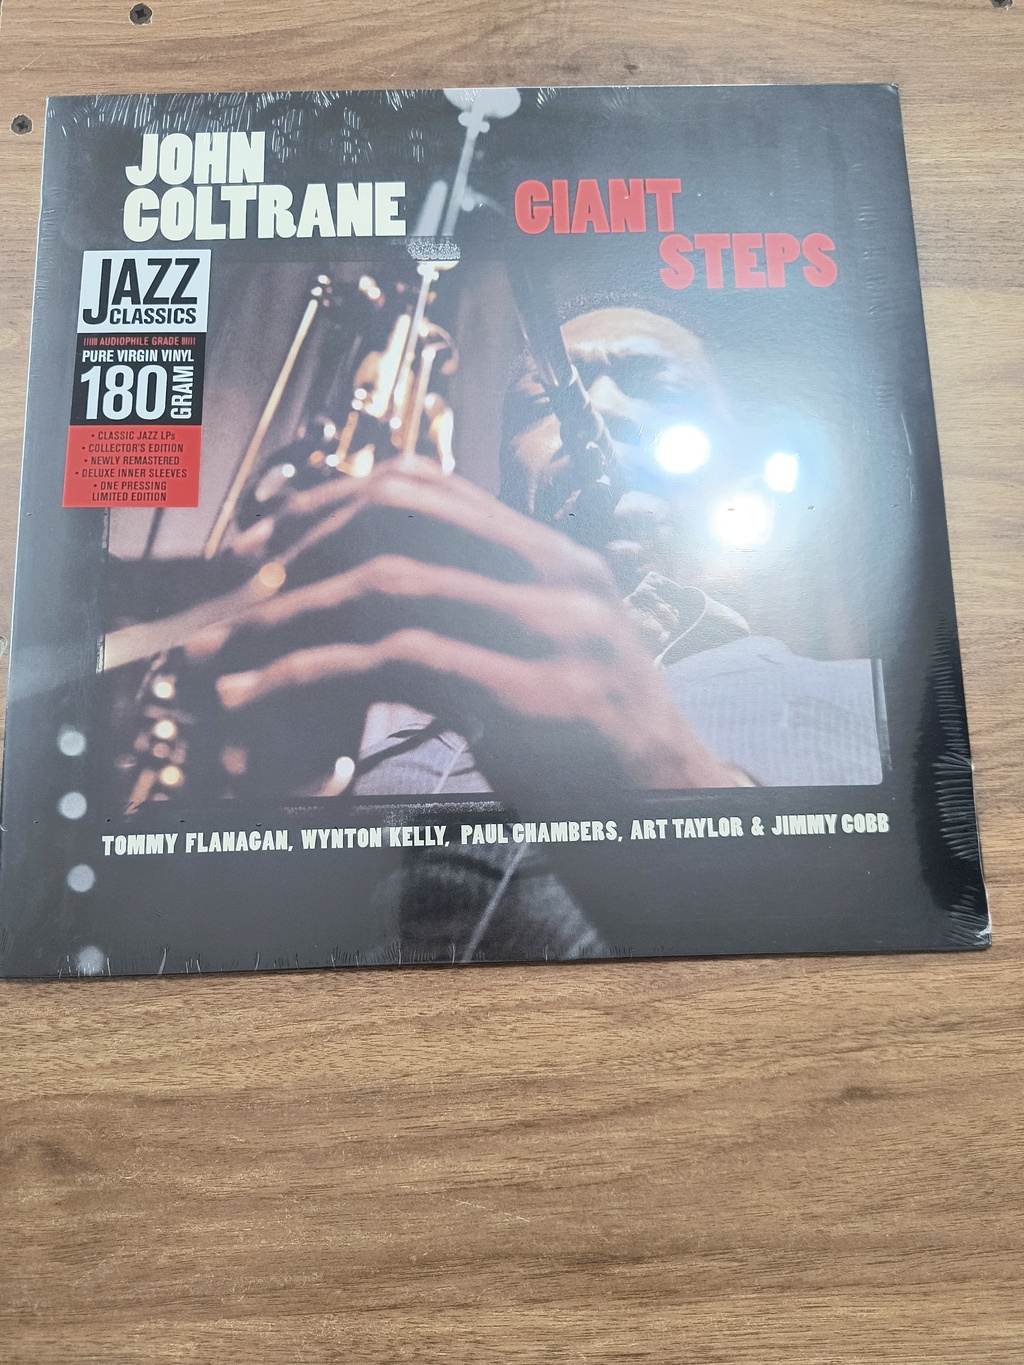 JOHN
COLTRANE
GIANT
STEPS
JAZZ
CLASSICS
AUDIOPHILE GRADE
PURE VIRGIN VINYL
180 GRAM
• CLASSIC JAZZ LPs
• COLLECTOR'S EDITION
• NEWLY REMASTERED
• DELUXE INNER SLEEVES
• ONE PRESSING
LIMITED EDITION
TOMMY FLANAGAN, WYNTON KELLY, PAUL CHAMBERS, ART TAYLOR & JIMMY COBB